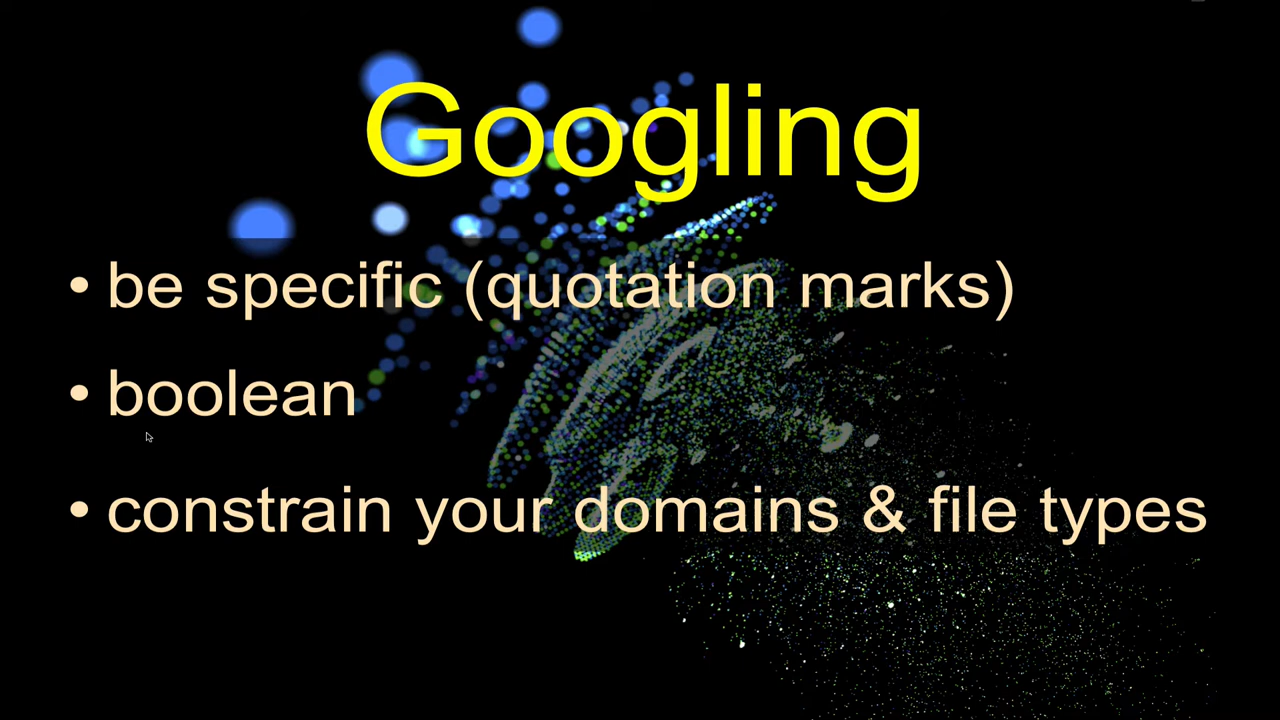 Googling
• be specific (quotation marks)
• boolean
• constrain your domains & file types